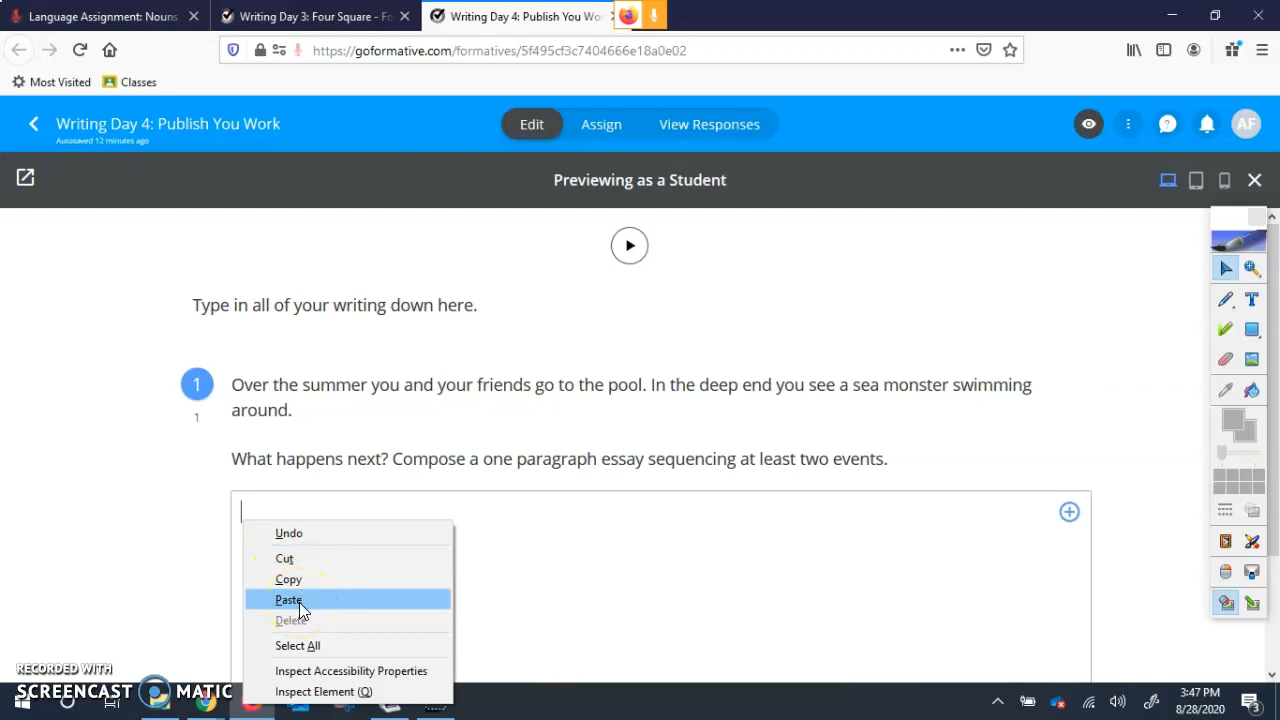 Language Assignment: Nouns
Writing Day 3: Four Square - Fo
Writing Day 4: Publish You Wo
https://goformative.com/formatives/5f495cf3c7404666e18a0e02
Most Visited
Classes
Writing Day 4: Publish You Work
Autosaved 12 minutes ago
Edit
Assign
View Responses
AF
Previewing as a Student
Type in all of your writing down here.
1
Over the summer you and your friends go to the pool. In the deep end you see a sea monster swimming
1
around.
What happens next? Compose a one paragraph essay sequencing at least two events.
Undo
Cut
Copy
Paste
Delete
Select All
Inspect Accessibility Properties
Inspect Element (Q)
RECORDED WITH
SCREENCAST MATIC
3:47 PM
8/28/2020
3